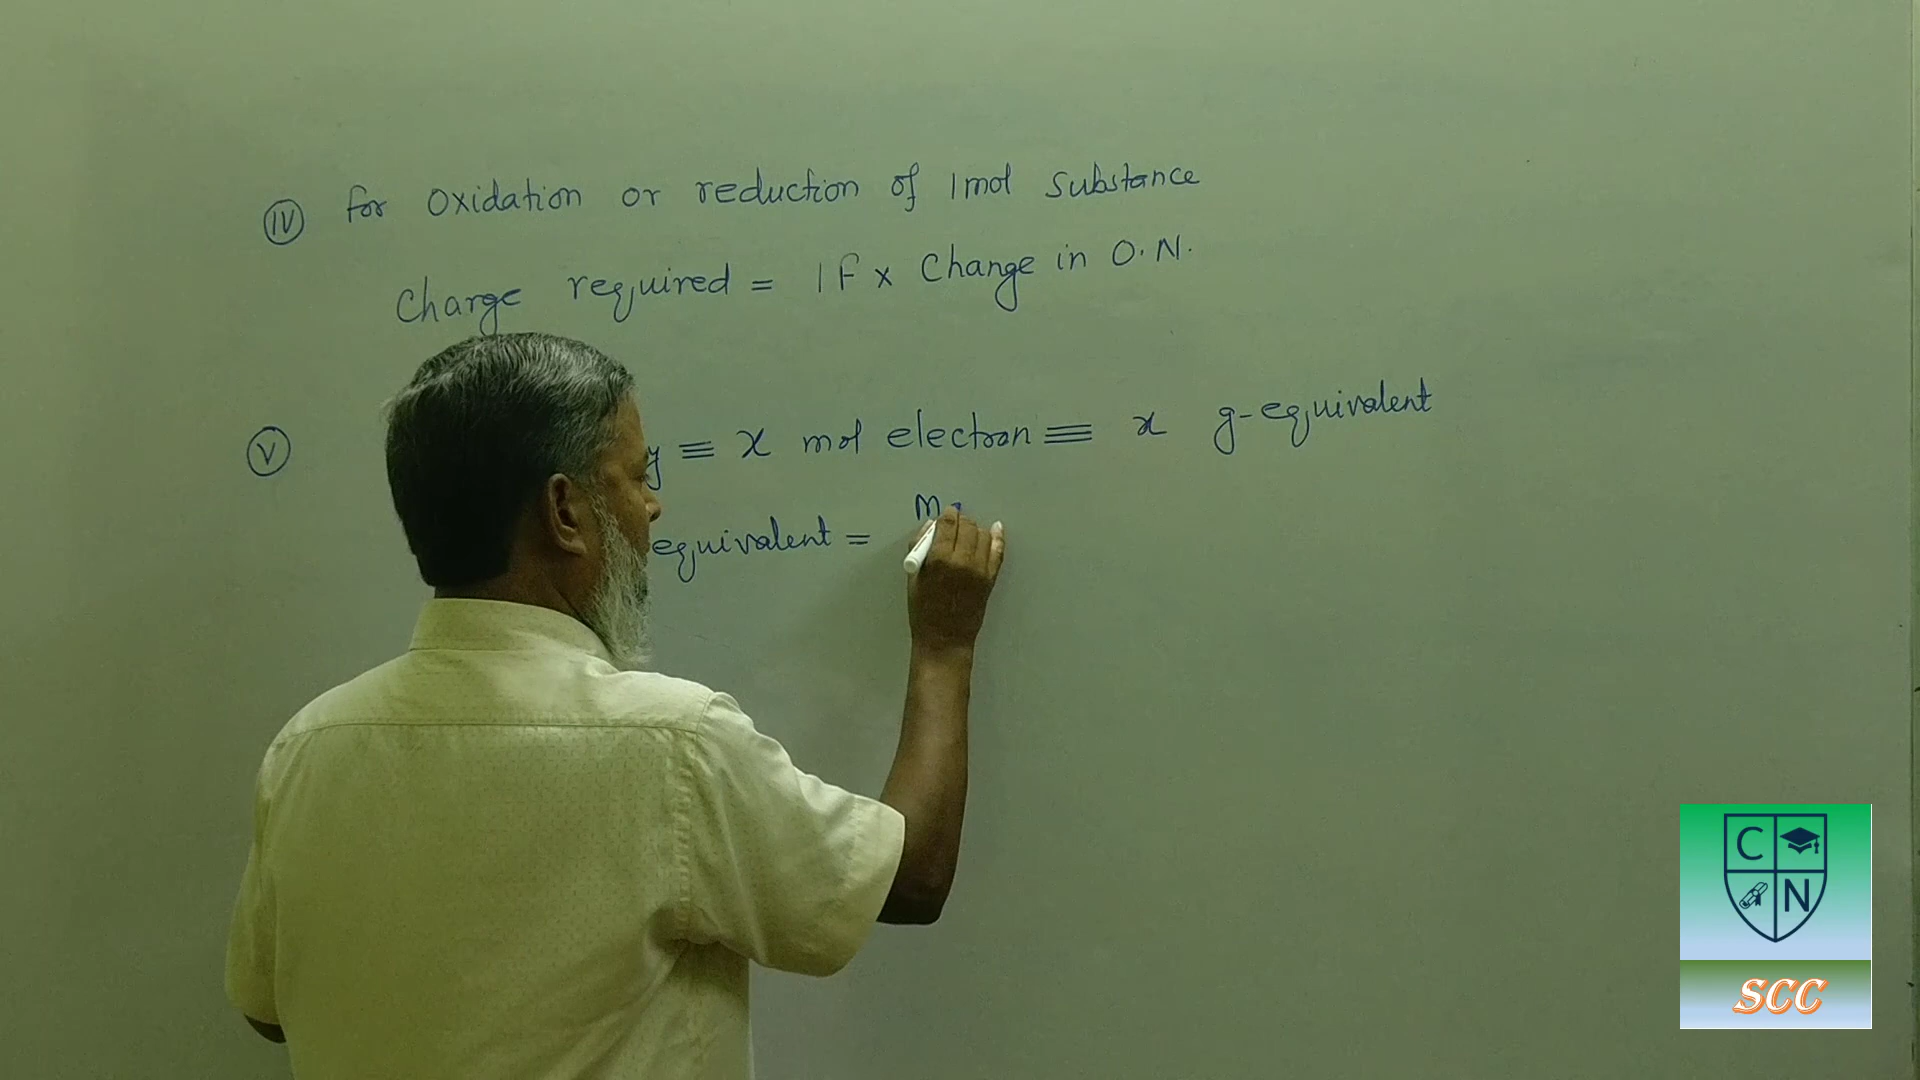 IV for Oxidation or reduction of 1mol Substance
Charge required = 1F x Change in O.N.
V y ≡ x mol electron ≡ x g-equivalent
equivalent = M
C N
SCC